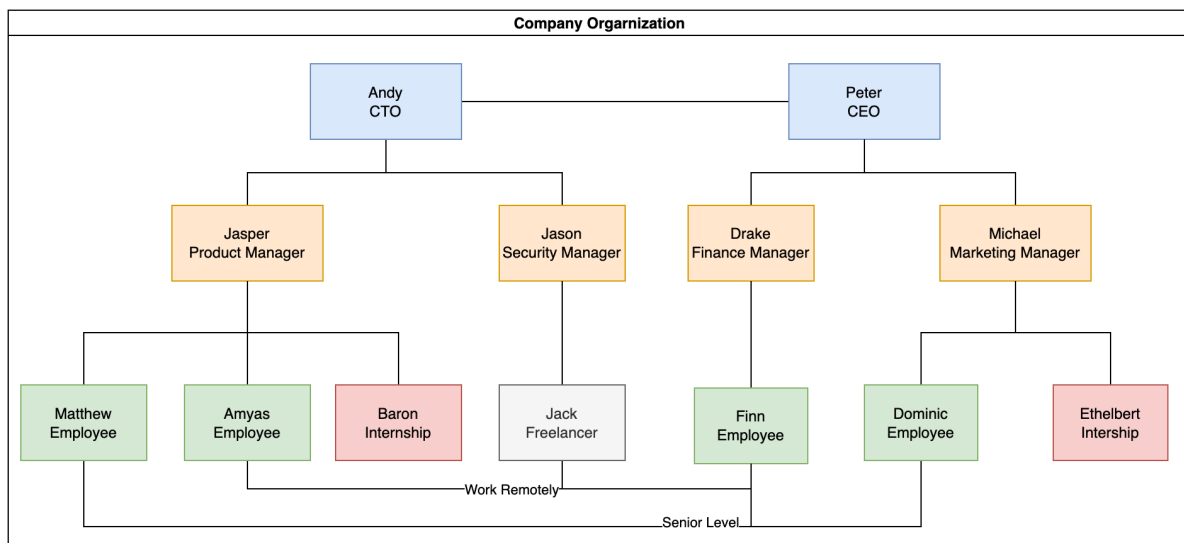 Company Orgarnization
Andy
CTO
Peter
CEO
Jasper
Product Manager
Jason
Security Manager
Drake
Finance Manager
Michael
Marketing Manager
Matthew
Employee
Amyas
Employee
Baron
Internship
Jack
Freelancer
Finn
Employee
Dominic
Employee
Ethelbert
Intership
Work Remotely
Senior Level